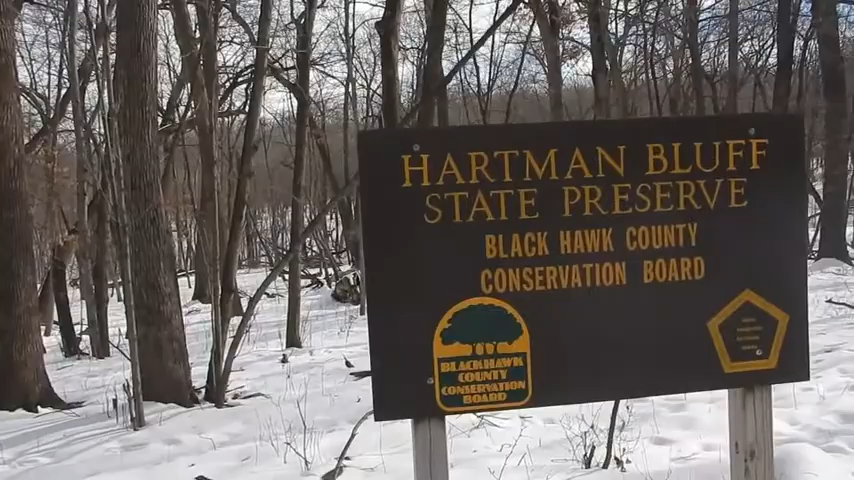 HARTMAN BLUFF
STATE PRESERVE
BLACK HAWK COUNTY
CONSERVATION BOARD
BLACKHAWK
COUNTY
CONSERVATION
BOARD